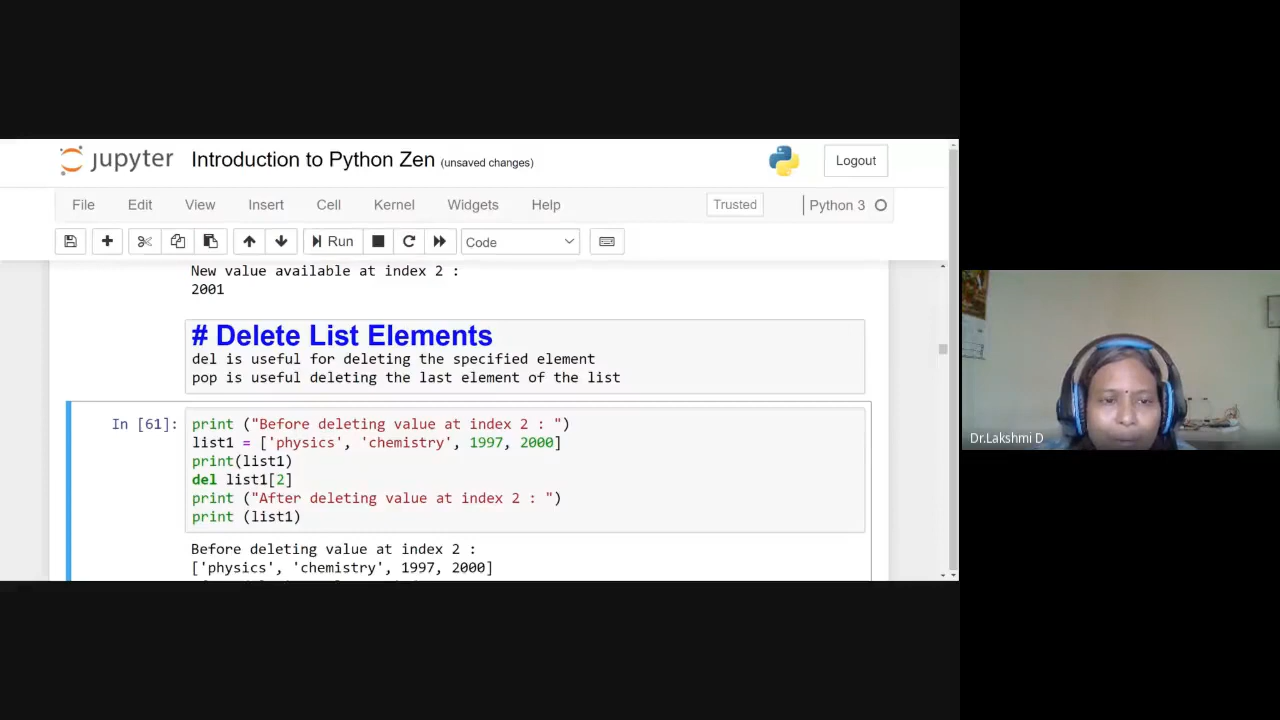 jupyter Introduction to Python Zen (unsaved changes)
Logout
File Edit View Insert Cell Kernel Widgets Help
Trusted
Python 3
Run
Code
New value available at index 2 :
2001
# Delete List Elements
del is useful for deleting the specified element
pop is useful deleting the last element of the list
In [61]:
print ("Before deleting value at index 2 : ")
list1 = ['physics', 'chemistry', 1997, 2000]
print(list1)
del list1[2]
print ("After deleting value at index 2 : ")
print (list1)
Before deleting value at index 2 :
['physics', 'chemistry', 1997, 2000]
Dr.Lakshmi D